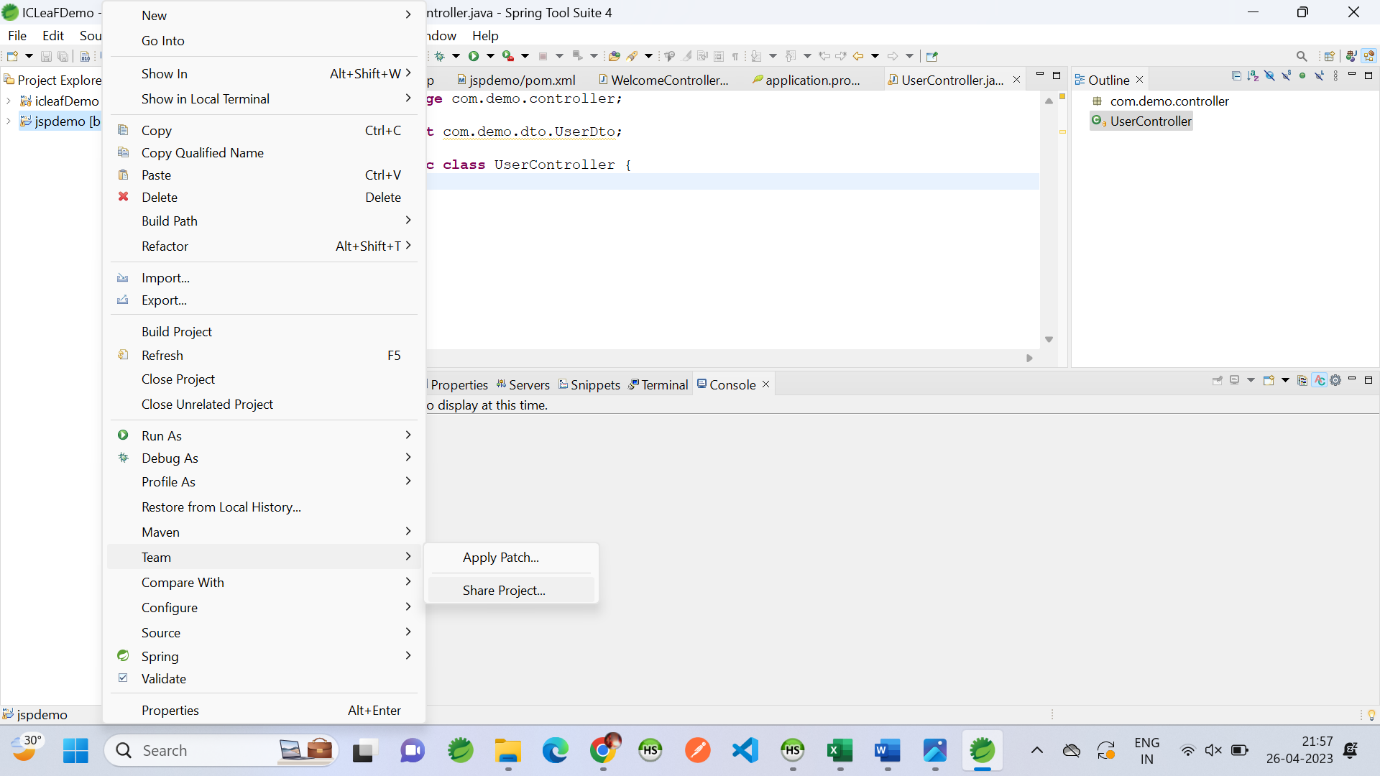 ICLeaFDemo -
ntroller.java - Spring Tool Suite 4
File Edit Sou
ndow Help
Project Explore
ideafDemo
jspdemo [b
New
Go Into
Show In Alt+Shift+W
Show in Local Terminal
Copy Ctrl+C
Copy Qualified Name
Paste Ctrl+V
Delete Delete
Build Path
Refactor Alt+Shift+T
Import...
Export...
Build Project
Refresh F5
Close Project
Close Unrelated Project
Run As
Debug As
Profile As
Restore from Local History...
Maven
Team
Compare With
Configure
Source
Spring
Validate
Properties Alt+Enter
Apply Patch...
Share Project...
p jspdemo/pom.xml WelcomeController... application.pro... UserController.ja...
ge com.demo.controller;
t com.demo.dto.UserDto;
c class UserController {
Outline
com.demo.controller
UserController
Properties Servers Snippets Terminal Console
o display at this time.
jspdemo
30°
Search
HS
HS
ENG
IN
21:57
26-04-2023